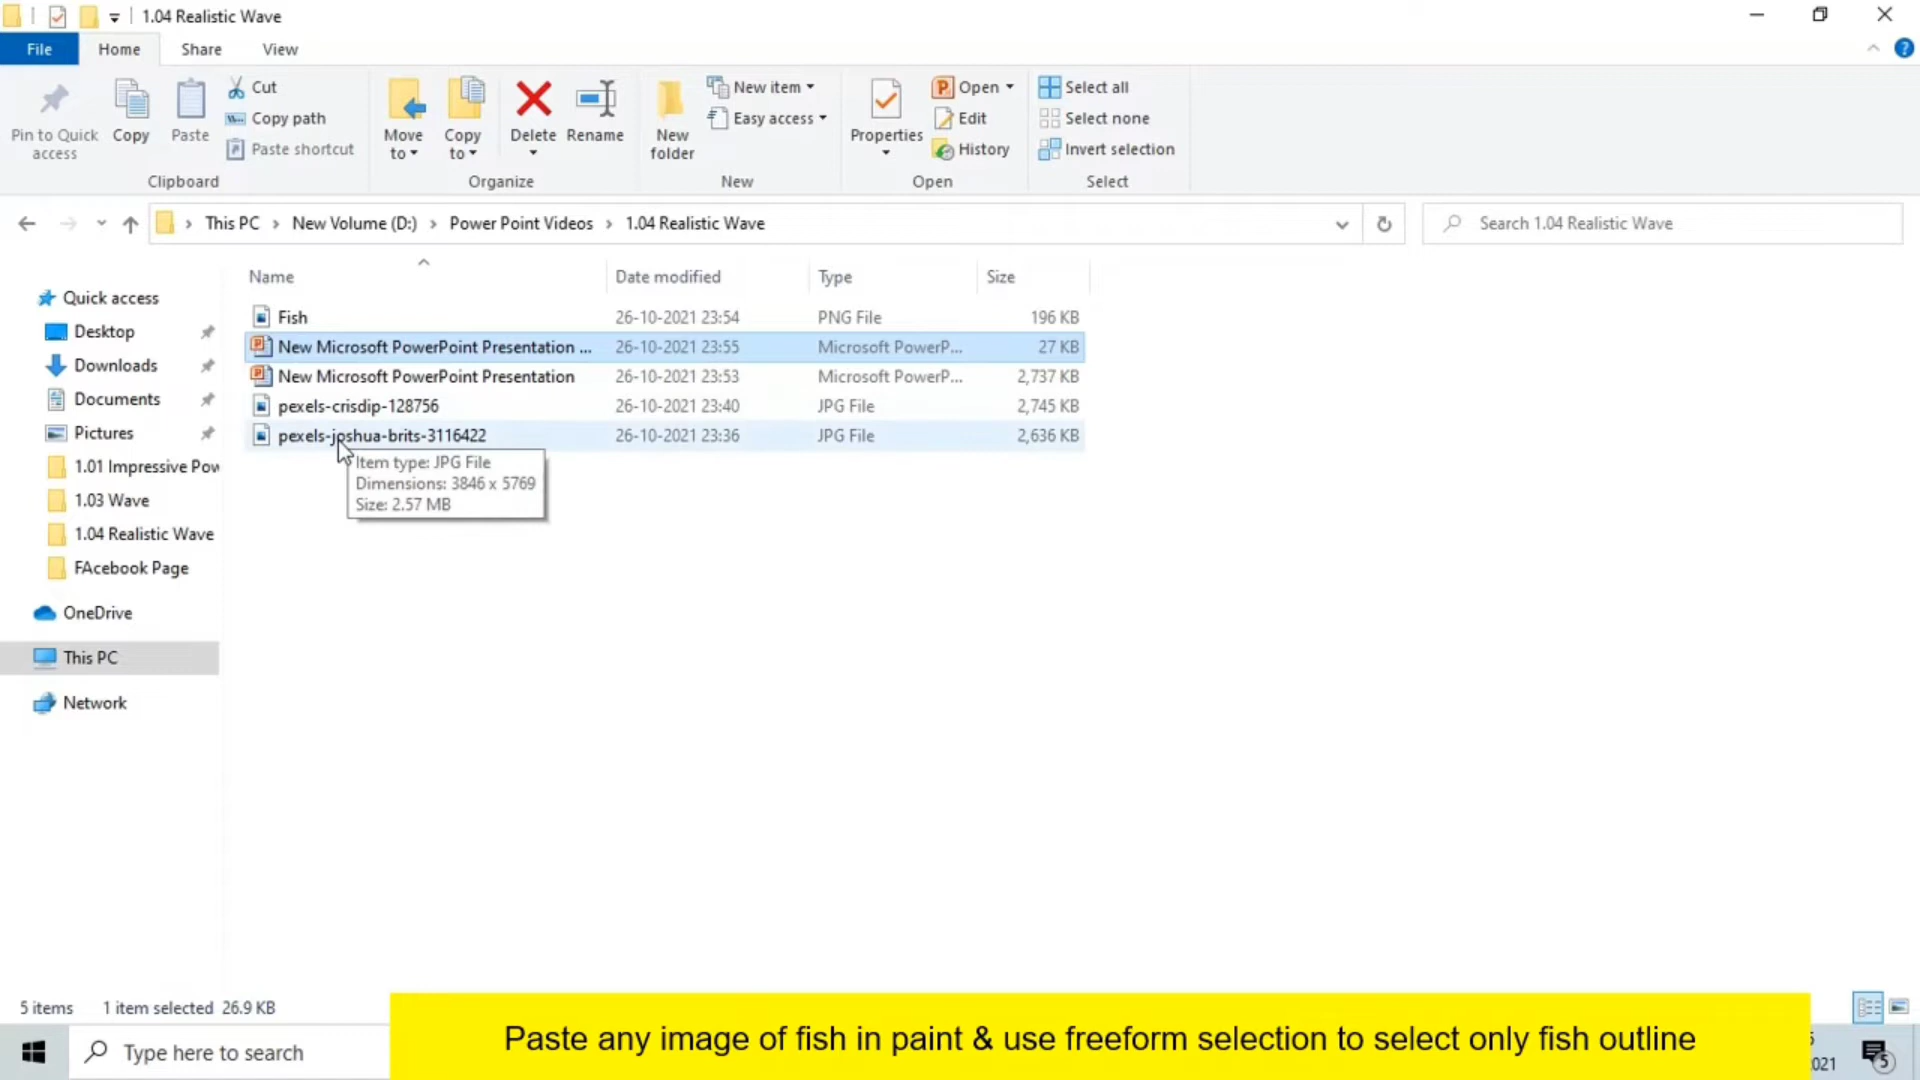 1.04 Realistic Wave
File Home Share View
Pin to Quick access
Copy
Paste
Cut
Copy path
Paste shortcut
Move to
Copy to
Delete
Rename
New folder
New item
Easy access
Properties
Open
Edit
History
Select all
Select none
Invert selection
Clipboard Organize New Open Select
This PC New Volume (D:) Power Point Videos 1.04 Realistic Wave
Search 1.04 Realistic Wave
Name Date modified Type Size
Fish 26-10-2021 23:54 PNG File 196 KB
New Microsoft PowerPoint Presentation ... 26-10-2021 23:55 Microsoft PowerP... 27 KB
New Microsoft PowerPoint Presentation 26-10-2021 23:53 Microsoft PowerP... 2,737 KB
pexels-crisdip-128756 26-10-2021 23:40 JPG File 2,745 KB
pexels-joshua-brits-3116422 26-10-2021 23:36 JPG File 2,636 KB
Item type: JPG File
Dimensions: 3846 x 5769
Size: 2.57 MB
Quick access
Desktop
Downloads
Documents
Pictures
1.01 Impressive Pow
1.03 Wave
1.04 Realistic Wave
FAcebook Page
OneDrive
This PC
Network
5 items 1 item selected 26.9 KB
Type here to search
Paste any image of fish in paint & use freeform selection to select only fish outline
5
2021
5